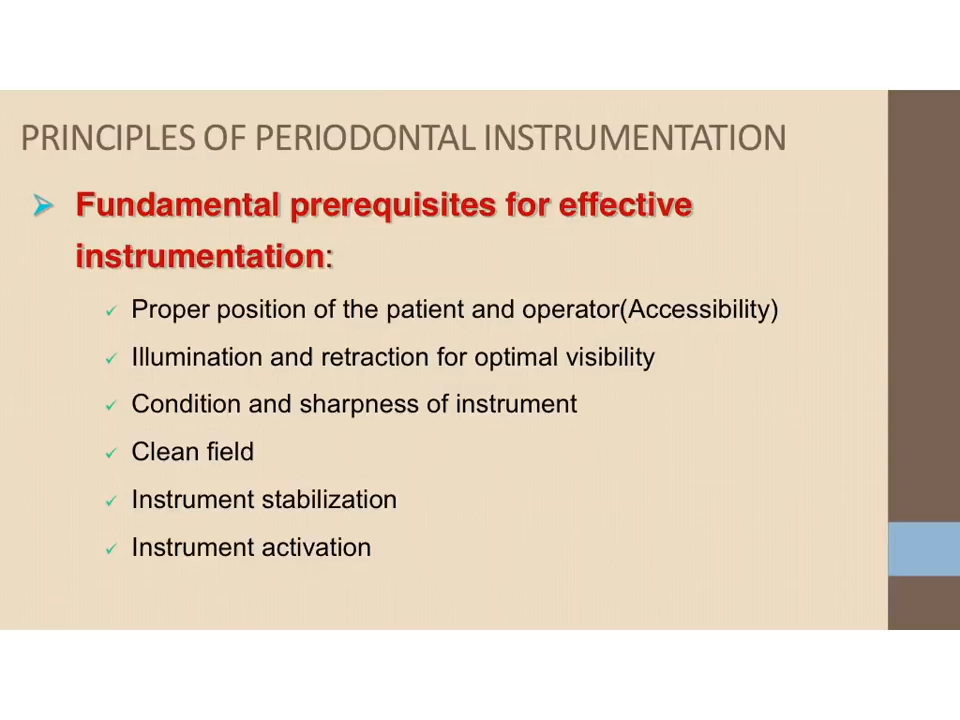 PRINCIPLES OF PERIODONTAL INSTRUMENTATION
Fundamental prerequisites for effective
instrumentation:
Proper position of the patient and operator(Accessibility)
Illumination and retraction for optimal visibility
Condition and sharpness of instrument
Clean field
Instrument stabilization
Instrument activation